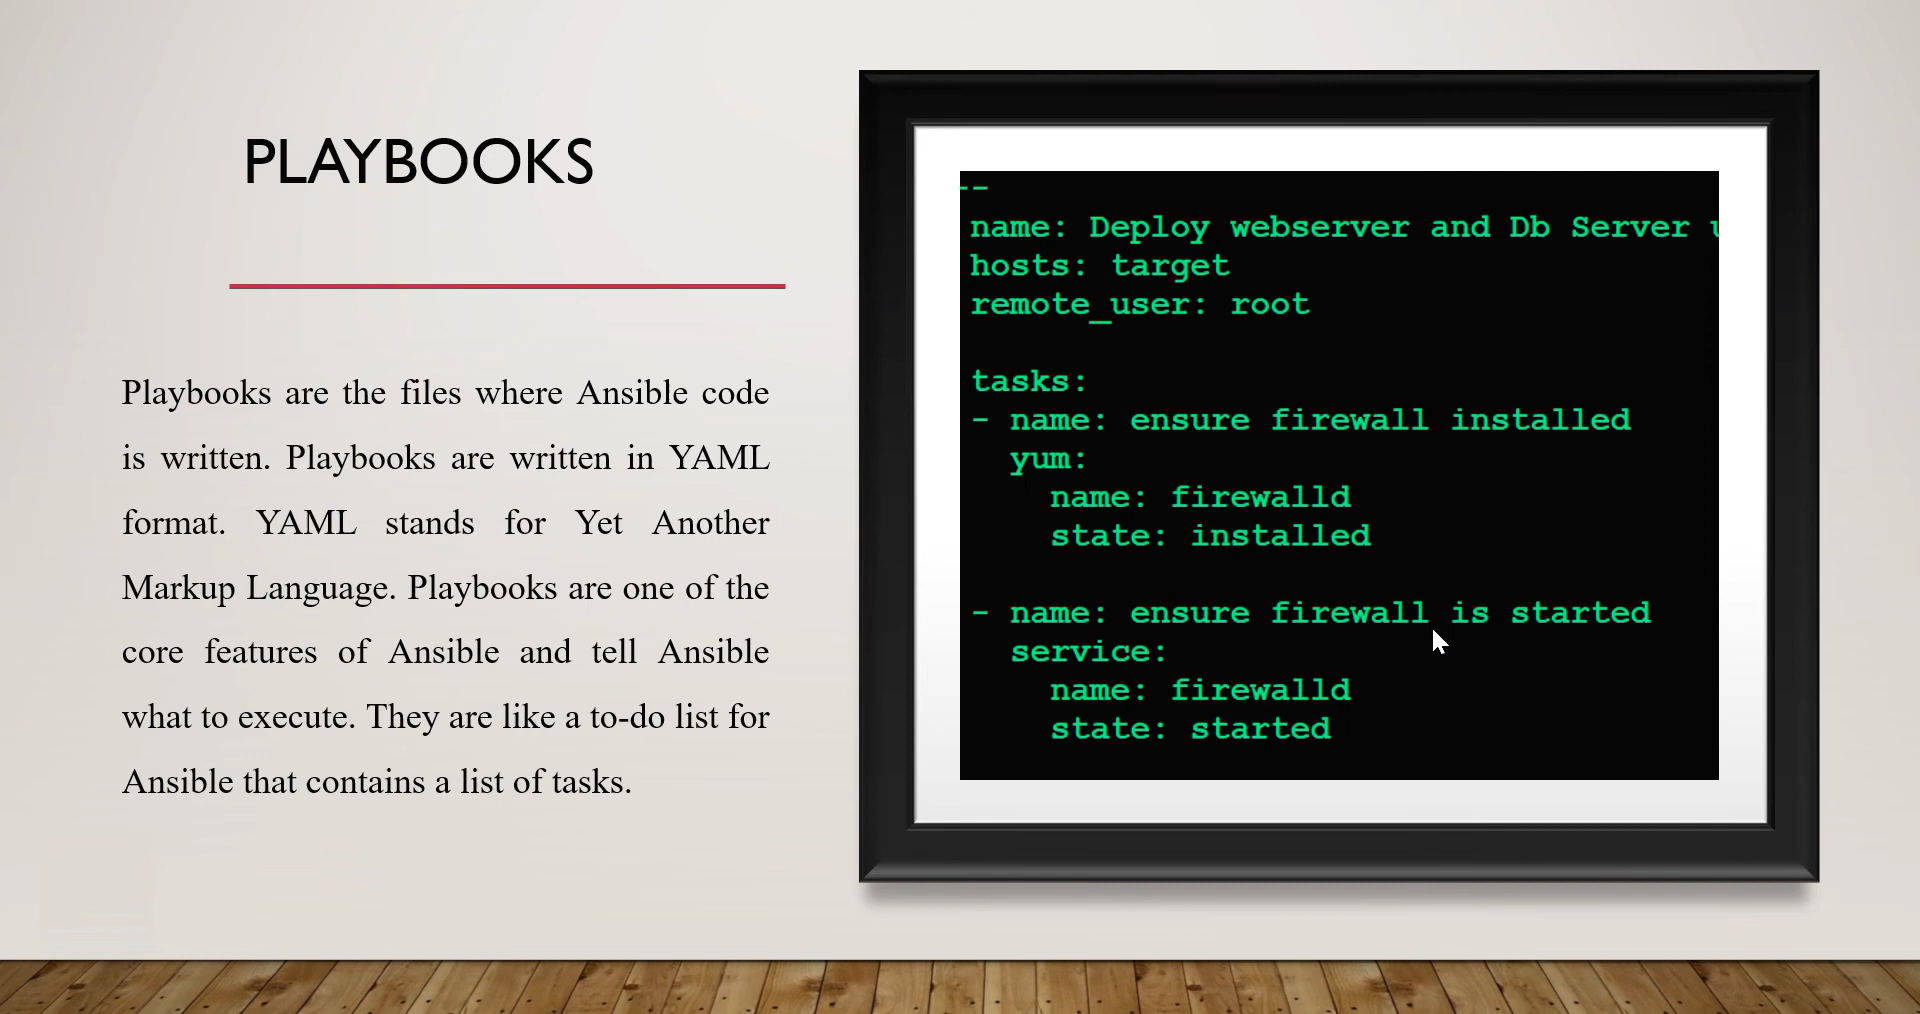 PLAYBOOKS
Playbooks are the files where Ansible code
is written. Playbooks are written in YAML
format. YAML stands for Yet Another
Markup Language. Playbooks are one of the
core features of Ansible and tell Ansible
what to execute. They are like a to-do list for
Ansible that contains a list of tasks.
--
name: Deploy webserver and Db Server
hosts: target
remote_user: root
tasks:
- name: ensure firewall installed
yum:
name: firewalld
state: installed
- name: ensure firewall is started
service:
name: firewalld
state: started